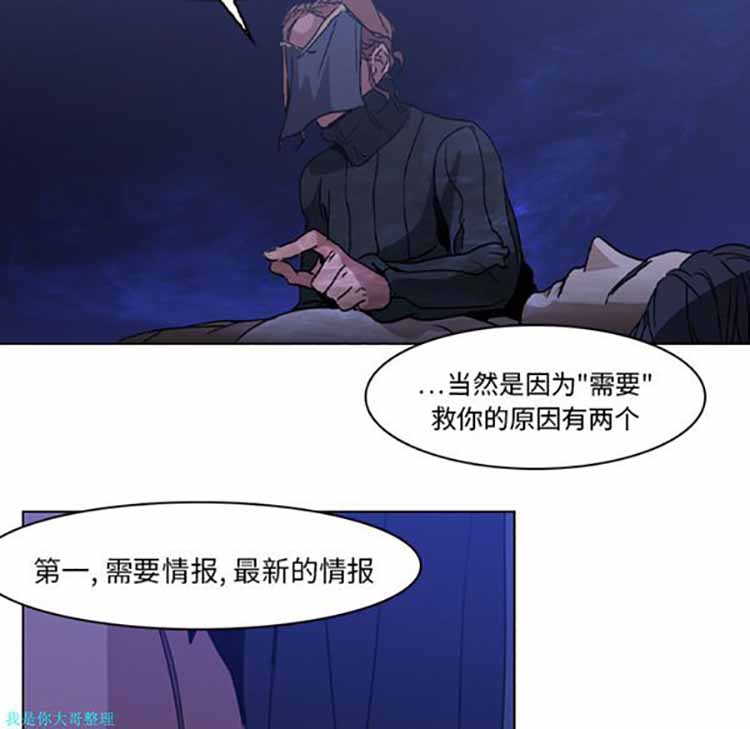 ...当然是因为"需要"
救你的原因有两个
第一, 需要情报, 最新的情报
我是你大哥整理